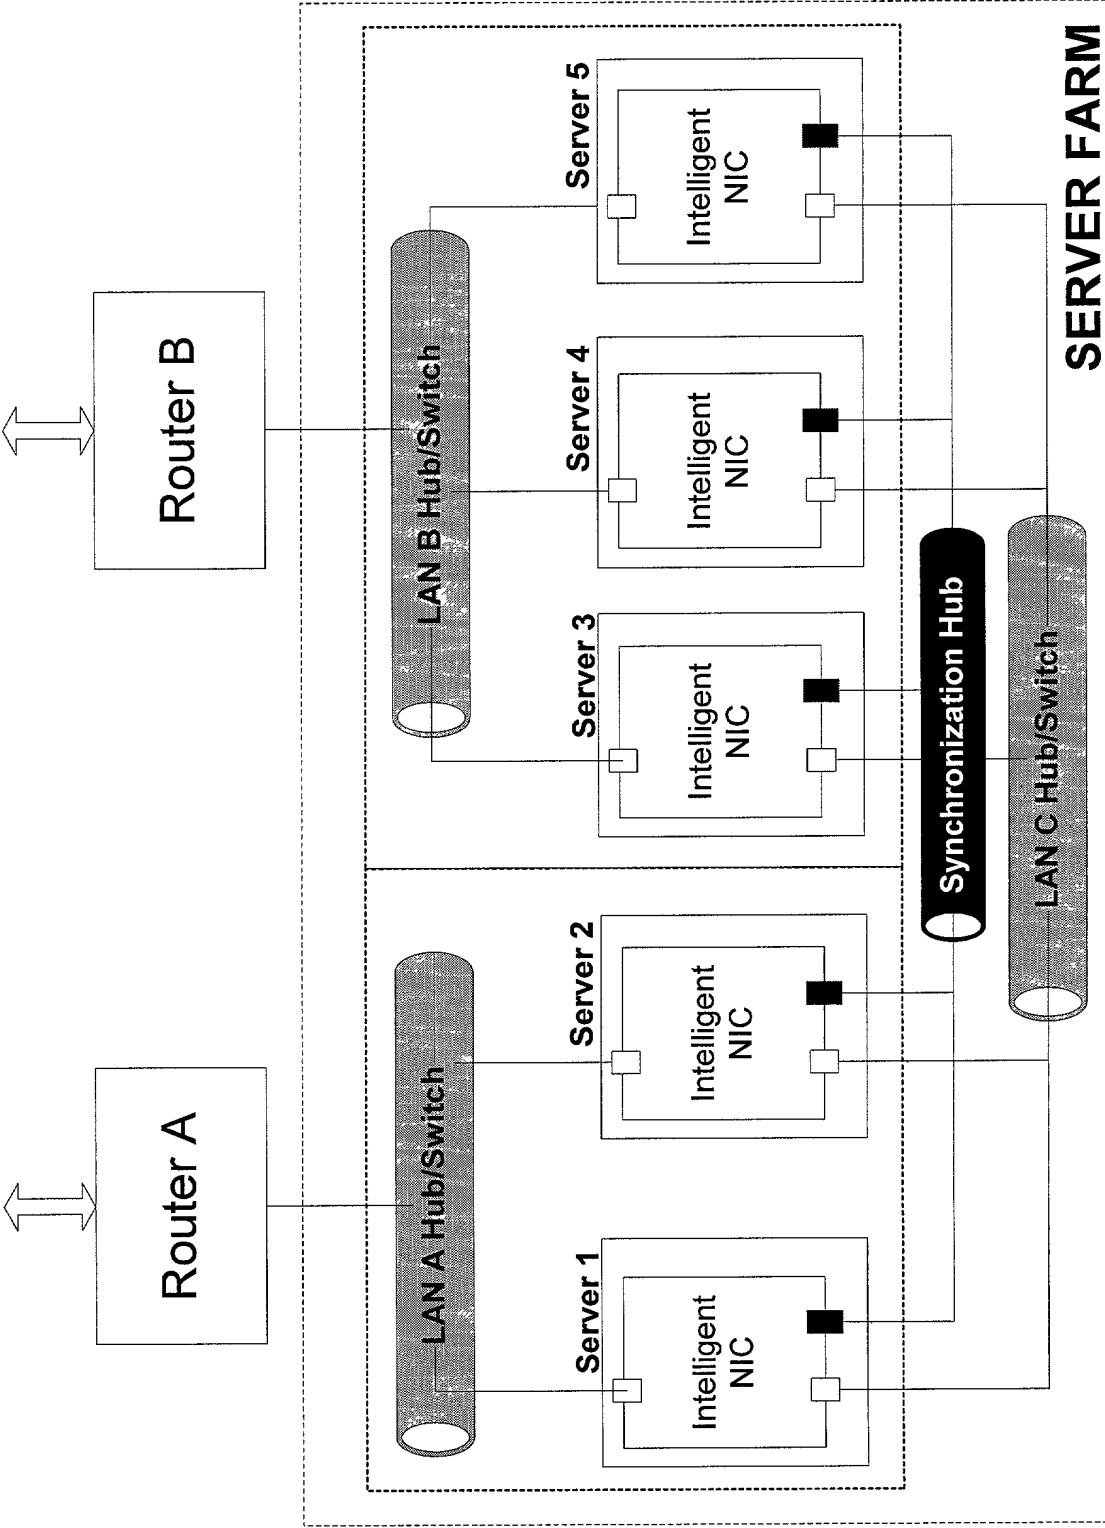 Router A
Router B
LAN A Hub/Switch
LAN B Hub/Switch
Server 1
Intelligent
NIC
Server 2
Intelligent
NIC
Server 3
Intelligent
NIC
Server 4
Intelligent
NIC
Server 5
Intelligent
NIC
Synchronization Hub
LAN C Hub/Switch
SERVER FARM